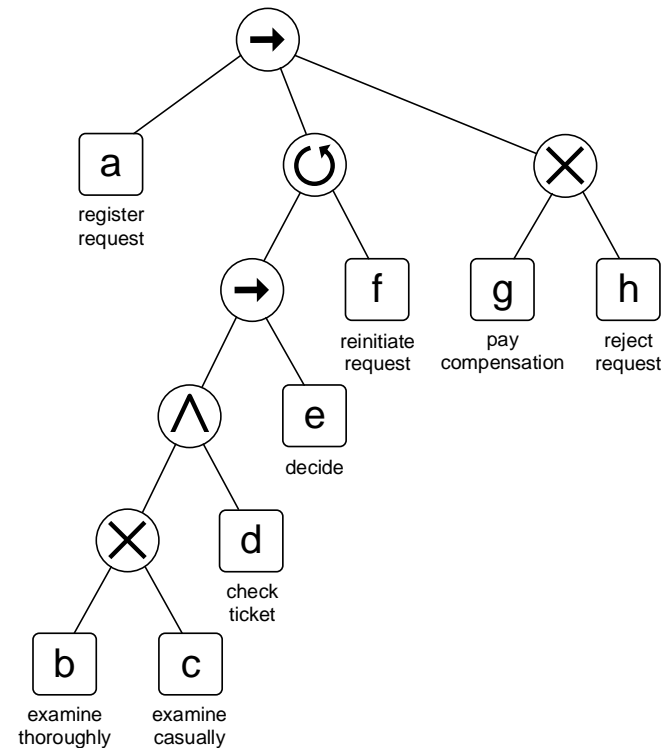 a
register
request
f
reinitiate
request
g
pay
compensation
h
reject
request
e
decide
d
check
ticket
b
examine
thoroughly
c
examine
casually